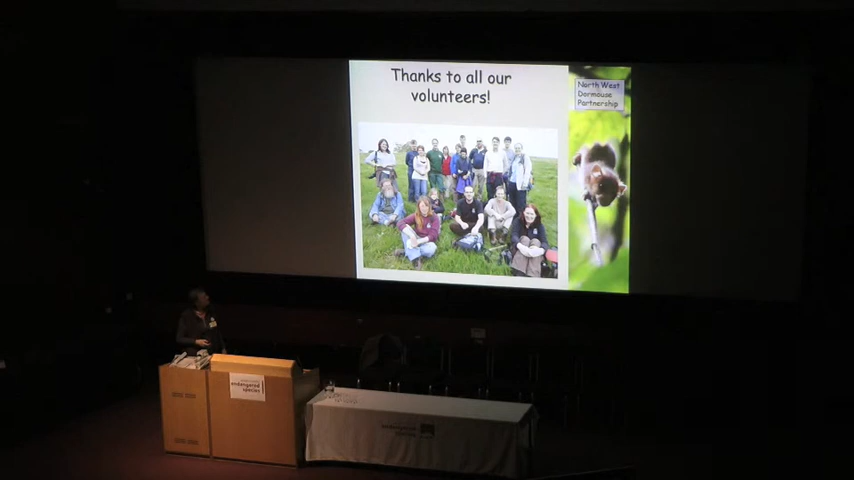 Thanks to all our
volunteers!
North West
Dormouse
Partnership
endangered
species